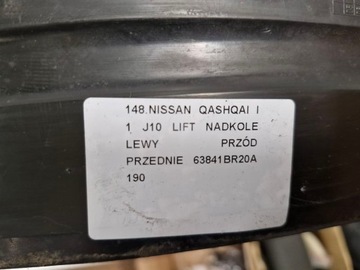 148.NISSAN QASHQAI I
1 J10 LIFT NADKOLE
LEWY PRZÓD
PRZEDNIE 63841BR20A
190